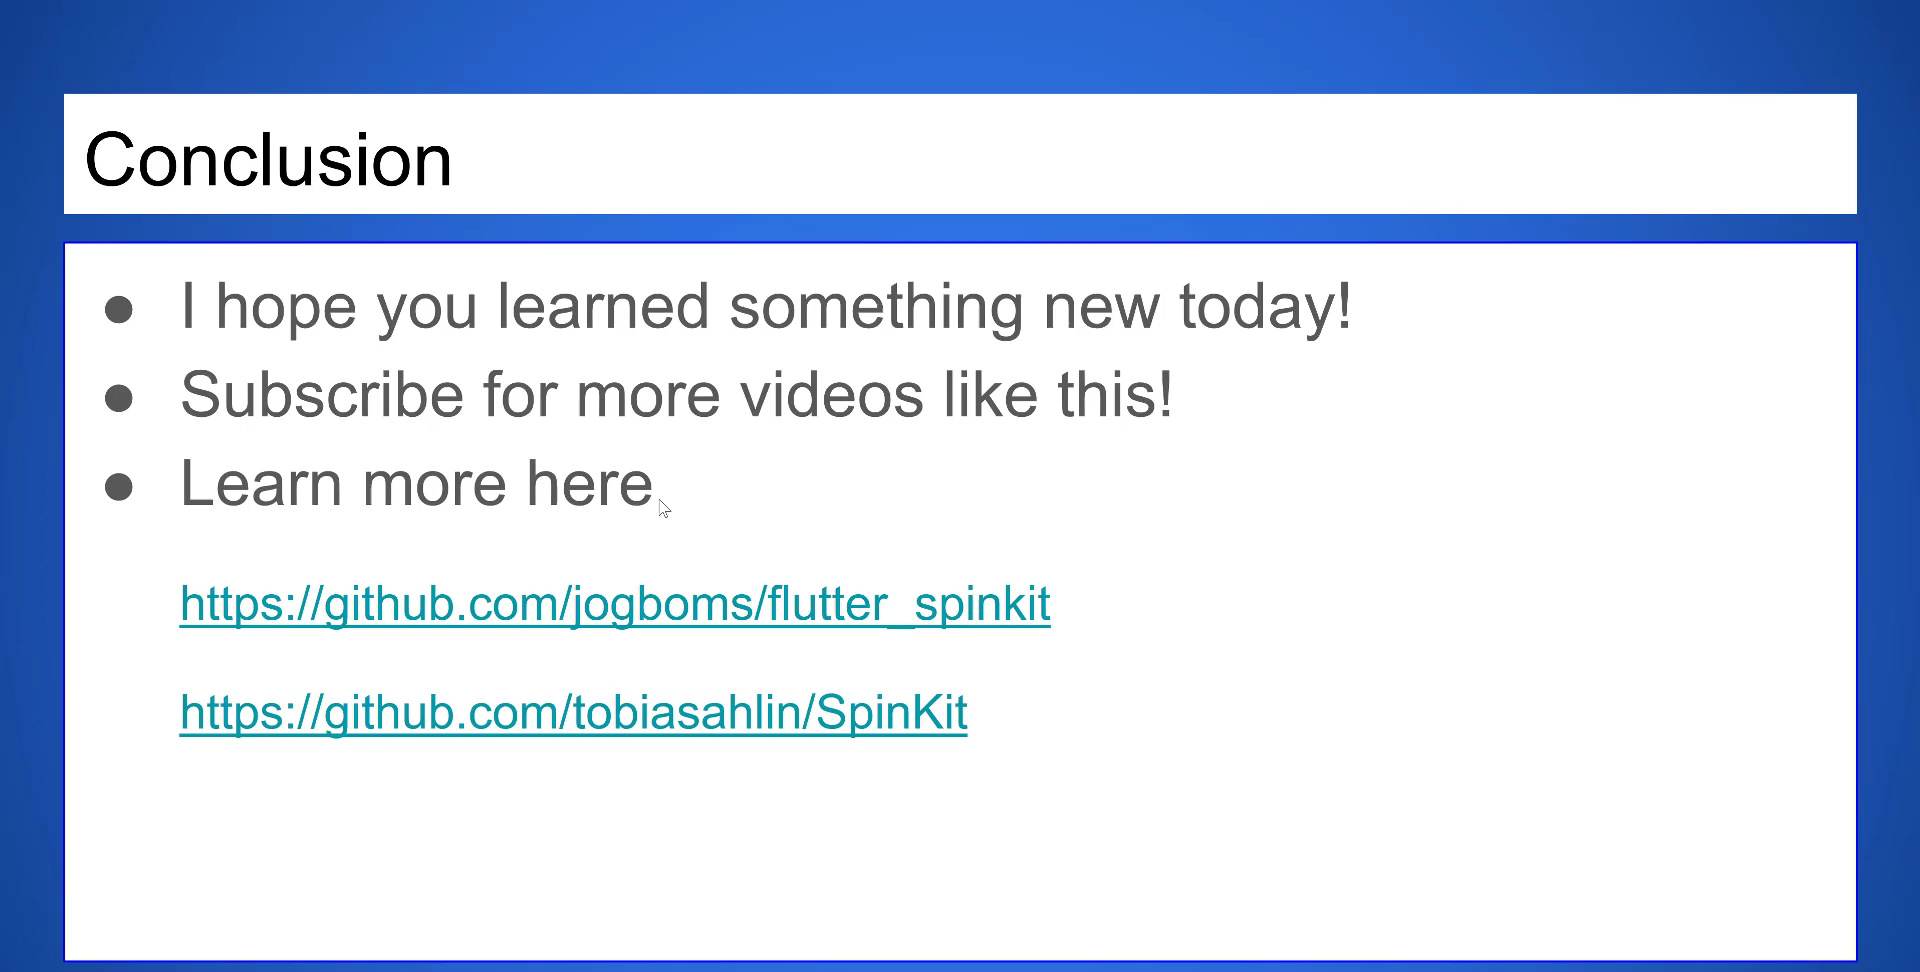 Conclusion
● I hope you learned something new today!
● Subscribe for more videos like this!
● Learn more here
https://github.com/jogboms/flutter_spinkit
https://github.com/tobiasahlin/SpinKit